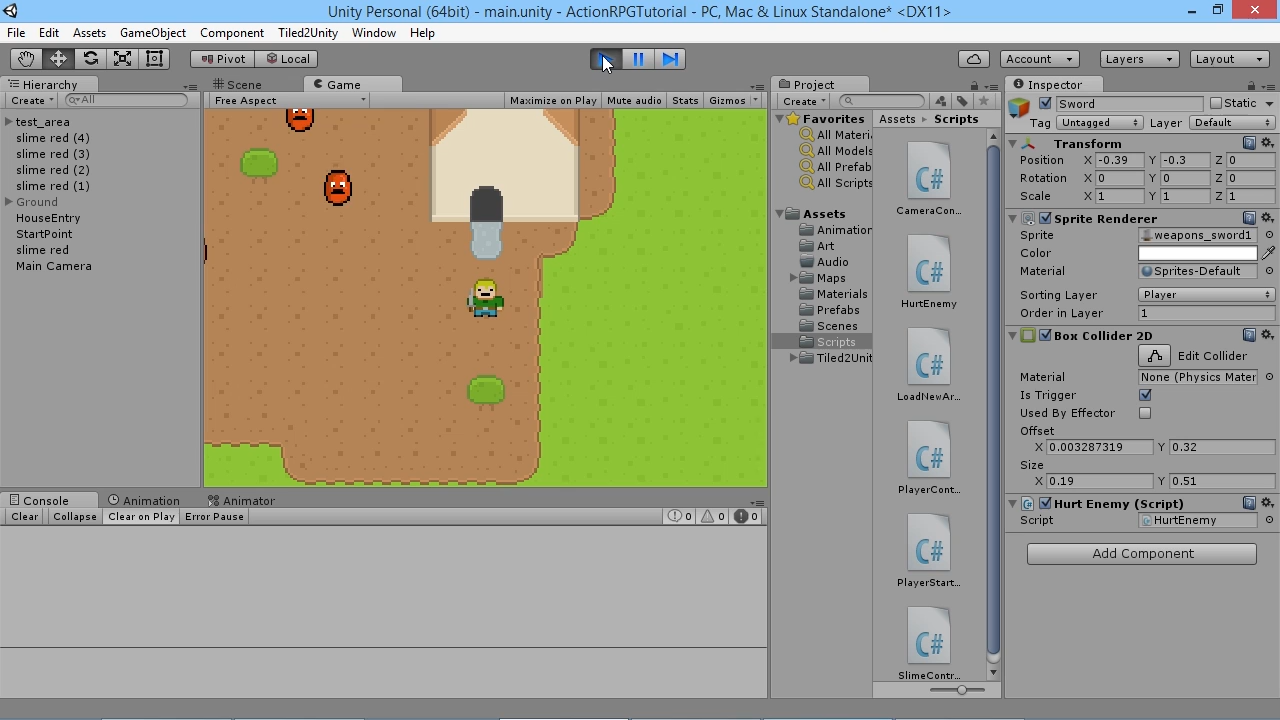 Unity Personal (64bit) - main.unity - ActionRPGTutorial - PC, Mac & Linux Standalone* <DX11>
File Edit Assets GameObject Component Tiled2Unity Window Help
Pivot Local Account Layers Layout
Hierarchy
Create All
test_area
slime red (4)
slime red (3)
slime red (2)
slime red (1)
Ground
HouseEntry
StartPoint
slime red
Main Camera
Scene Game
Free Aspect Maximize on Play Mute audio Stats Gizmos
Console Animation Animator
Clear Collapse Clear on Play Error Pause 0 0 0
Project
Create
Favorites
All Materi
All Models
All Prefab
All Scripts
Assets
Animation
Art
Audio
Maps
Materials
Prefabs
Scenes
Scripts
Tiled2Unit
Assets Scripts
C#
CameraCon...
C#
HurtEnemy
C#
LoadNewAr...
C#
PlayerCont...
C#
PlayerStart...
C#
SlimeContr...
Inspector
Sword Static
Tag Untagged Layer Default
Transform
Position X -0.39 Y -0.3 Z 0
Rotation X 0 Y 0 Z 0
Scale X 1 Y 1 Z 1
Sprite Renderer
Sprite weapons_sword1
Color
Material Sprites-Default
Sorting Layer Player
Order in Layer 1
Box Collider 2D
Edit Collider
Material None (Physics Mater
Is Trigger
Used By Effector
Offset
X 0.003287319 Y 0.32
Size
X 0.19 Y 0.51
Hurt Enemy (Script)
Script HurtEnemy
Add Component